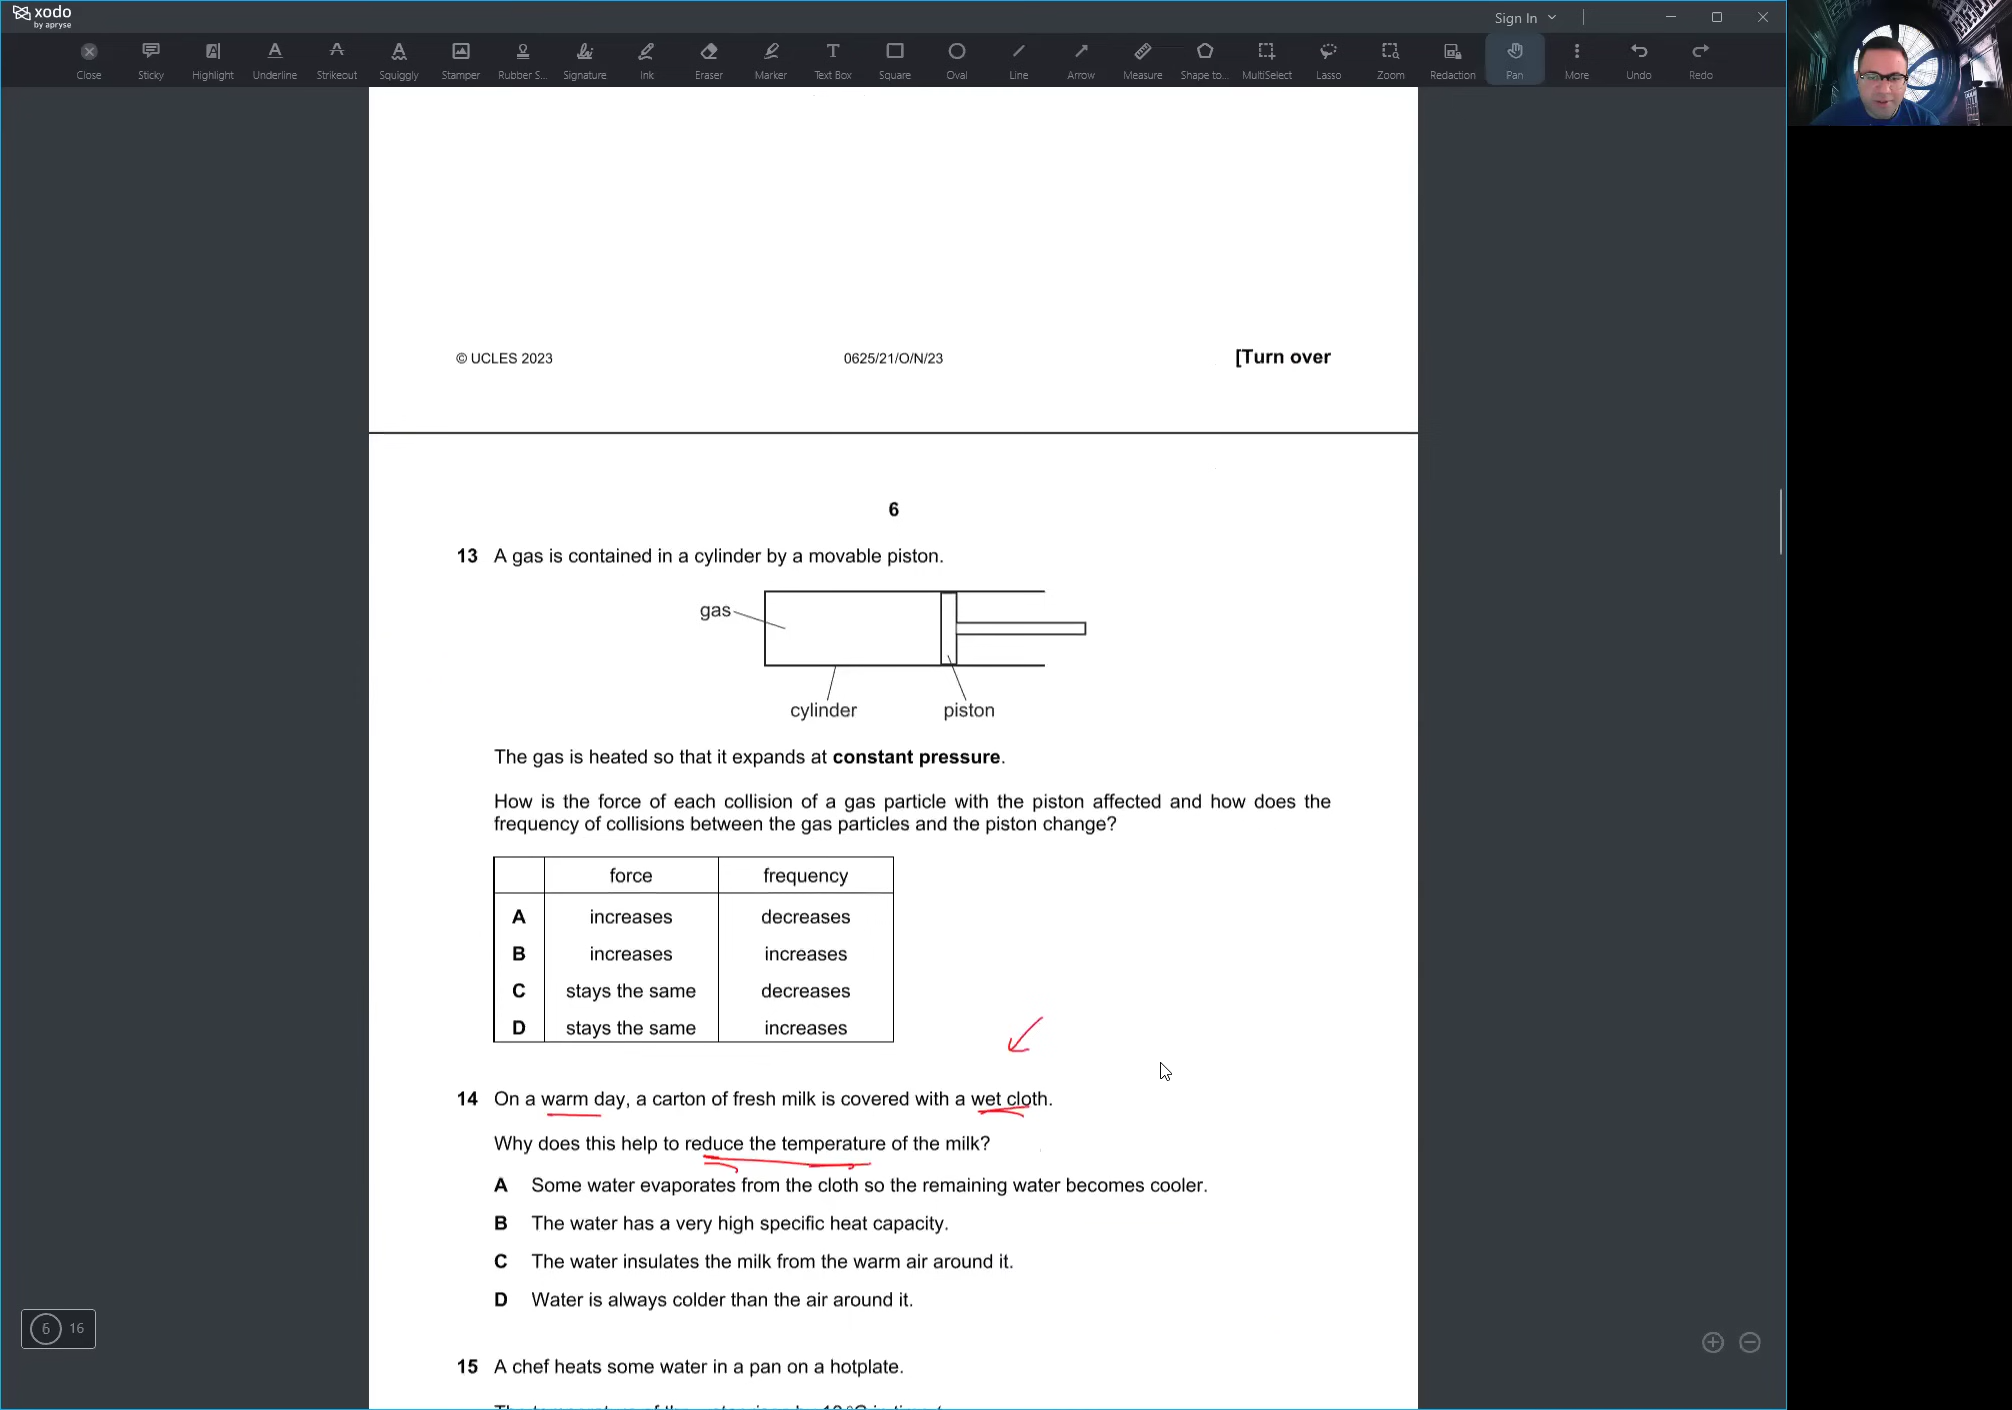 xodo
by apryse
Sign In
Close
Sticky
Highlight
Underline
Strikeout
Squiggly
Stamper
Rubber S...
Signature
Ink
Eraser
Marker
Text Box
Square
Oval
Line
Arrow
Measure
Shape to...
MultiSelect
Lasso
Zoom
Redaction
Pan
More
Undo
Redo
© UCLES 2023 0625/21/O/N/23 [Turn over
6
13 A gas is contained in a cylinder by a movable piston.
gas
cylinder piston
The gas is heated so that it expands at constant pressure.
How is the force of each collision of a gas particle with the piston affected and how does the
frequency of collisions between the gas particles and the piston change?
force frequency
A increases decreases
B increases increases
C stays the same decreases
D stays the same increases
14 On a warm day, a carton of fresh milk is covered with a wet cloth.
Why does this help to reduce the temperature of the milk?
A Some water evaporates from the cloth so the remaining water becomes cooler.
B The water has a very high specific heat capacity.
C The water insulates the milk from the warm air around it.
D Water is always colder than the air around it.
15 A chef heats some water in a pan on a hotplate.
6 16